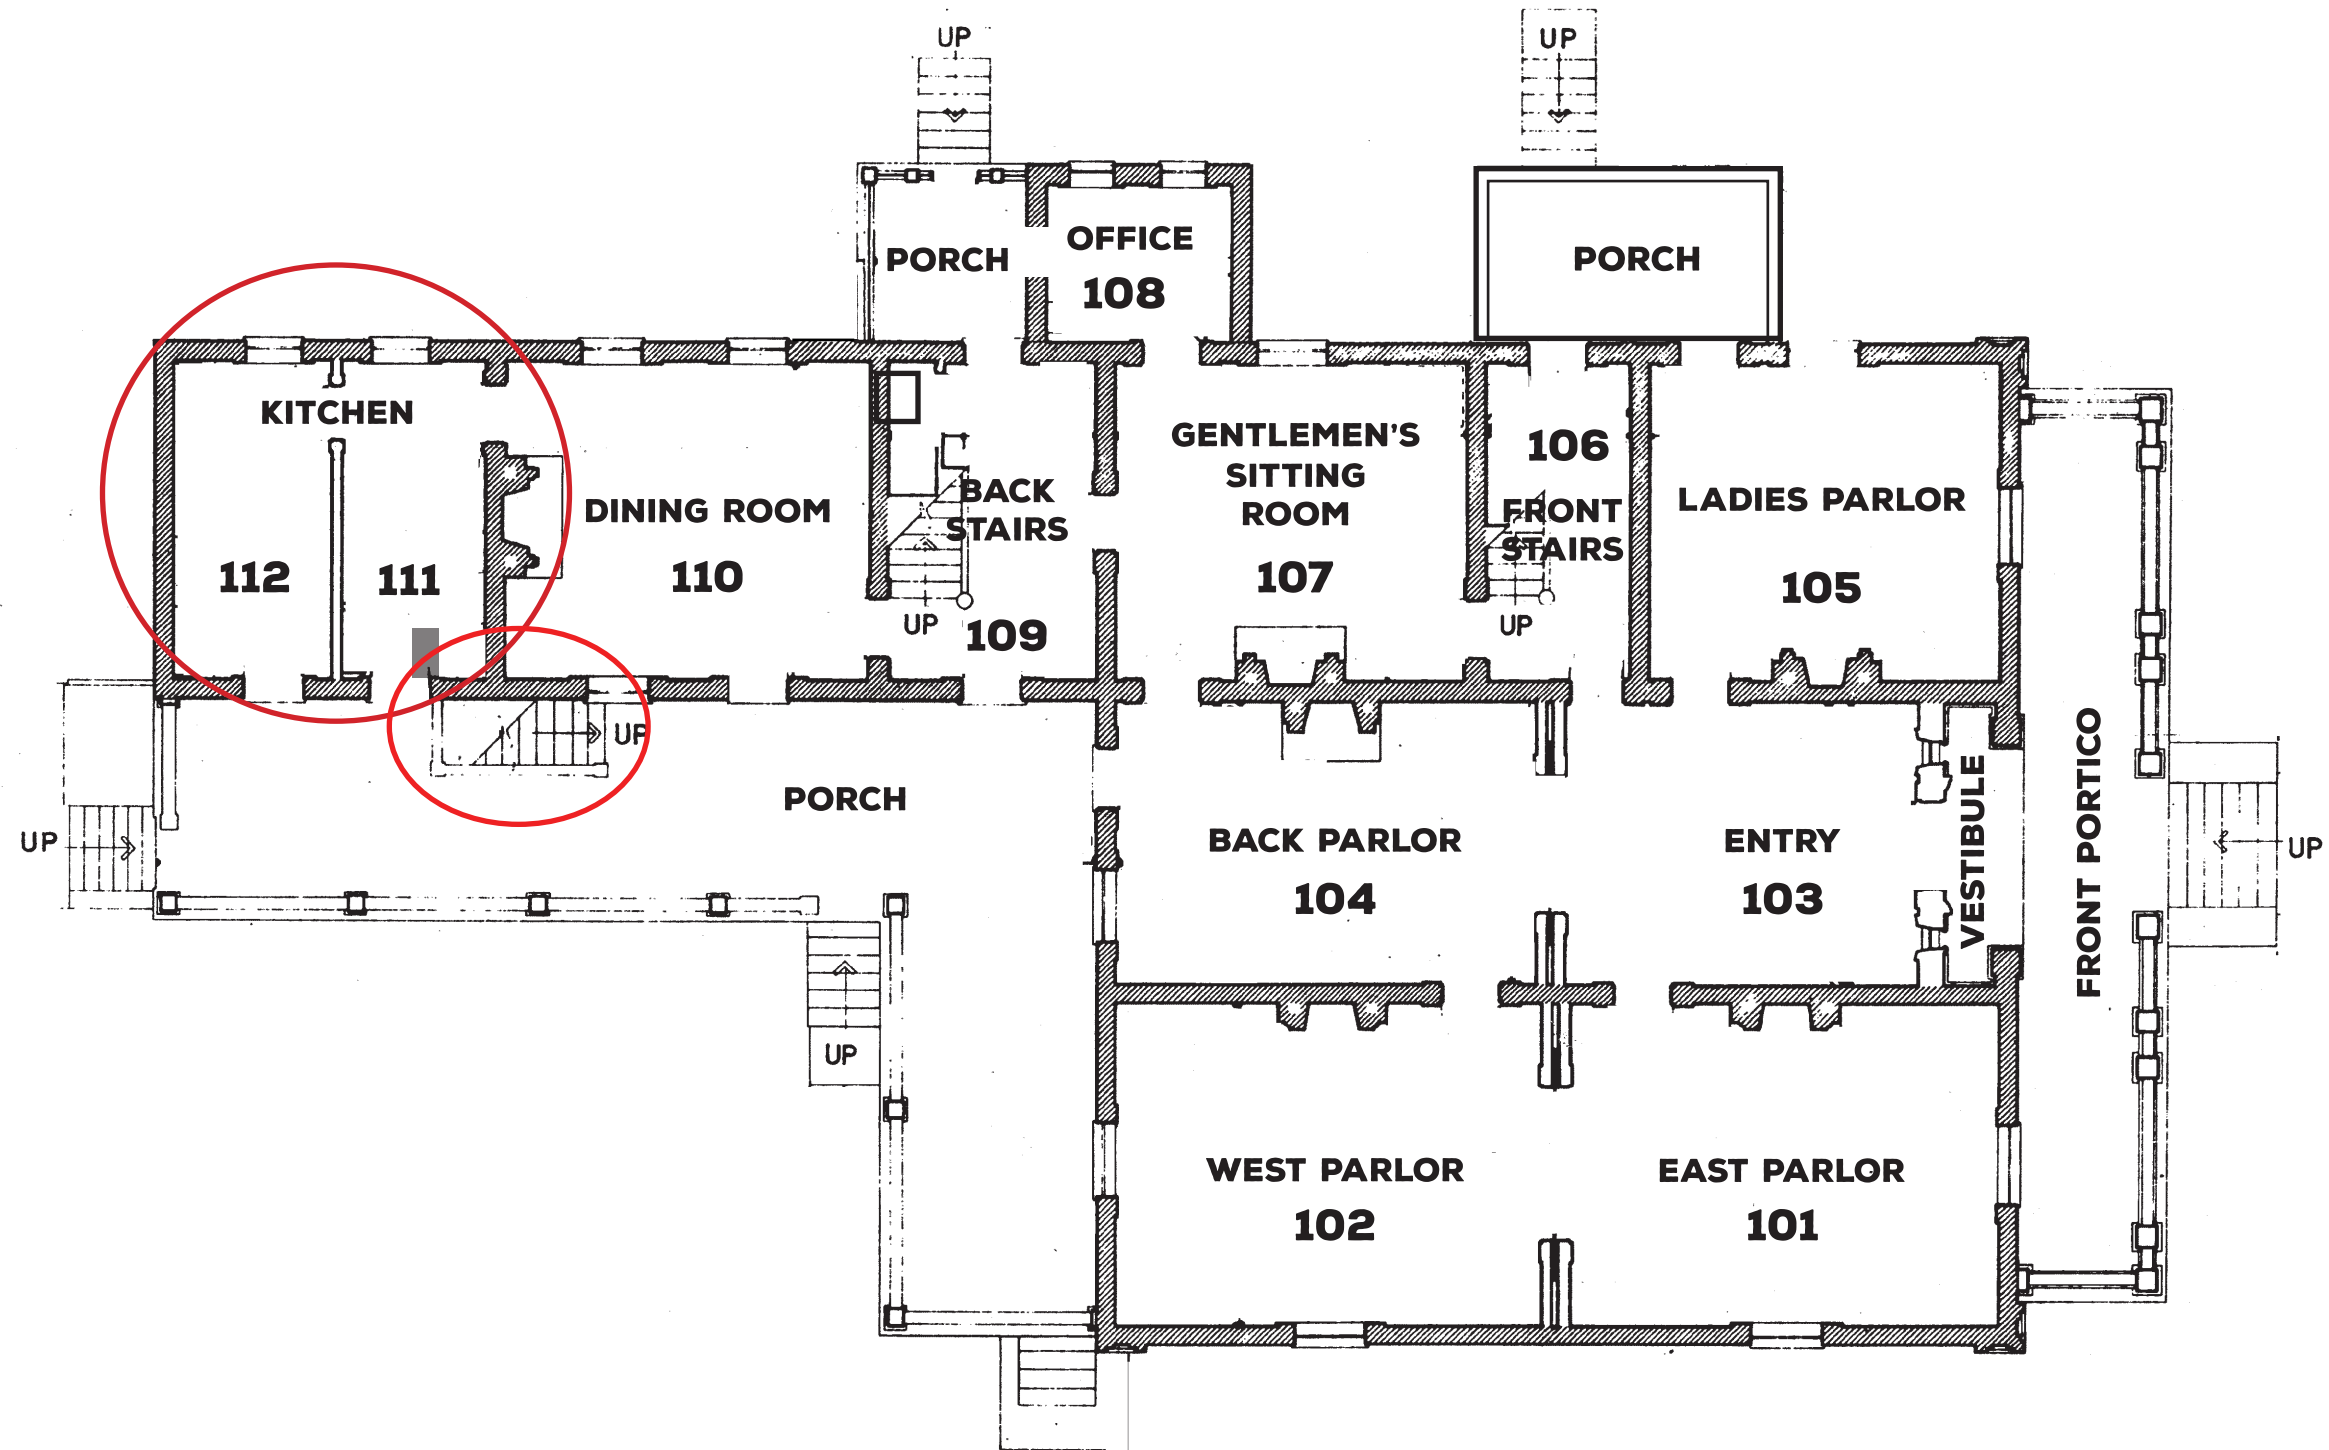 UP
UP
OFFICE
PORCH
108
PORCH
KITCHEN
112
111
DINING ROOM
110
BACK
STAIRS
UP
109
GENTLEMEN'S
SITTING
ROOM
107
106
FRONT
STAIRS
UP
LADIES PARLOR
105
UP
PORCH
UP
UP
BACK PARLOR
104
ENTRY
103
VESTIBULE
FRONT PORTICO
UP
WEST PARLOR
102
EAST PARLOR
101